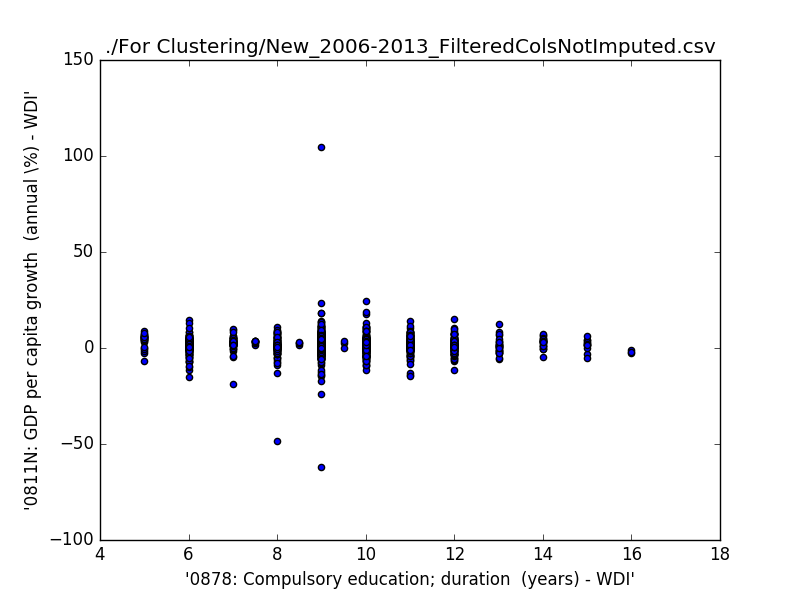 ./For Clustering/New_2006-2013_FilteredColsNotImputed.csv
'0811N: GDP per capita growth  (annual \%) - WDI'
150
100
50
0
−50
−100
4 6 8 10 12 14 16 18
'0878: Compulsory education; duration  (years) - WDI'